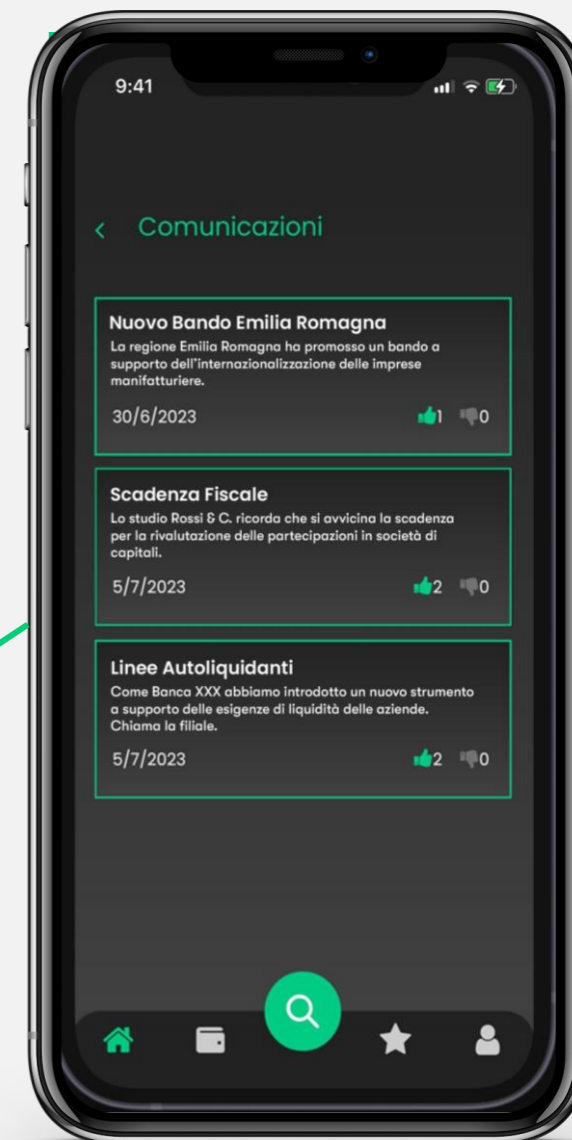 9:41
Comunicazioni
Nuovo Bando Emilia Romagna
La regione Emilia Romagna ha promosso un bando a
supporto dell'internazionalizzazione delle imprese
manifatturiere.
30/6/2023 1 0
Scadenza Fiscale
Lo studio Rossi & C. ricorda che si avvicina la scadenza
per la rivalutazione delle partecipazioni in società di
capitali.
5/7/2023 2 0
Linee Autoliquidanti
Come Banca XXX abbiamo introdotto un nuovo strumento
a supporto delle esigenze di liquidità delle aziende.
Chiama la filiale.
5/7/2023 2 0